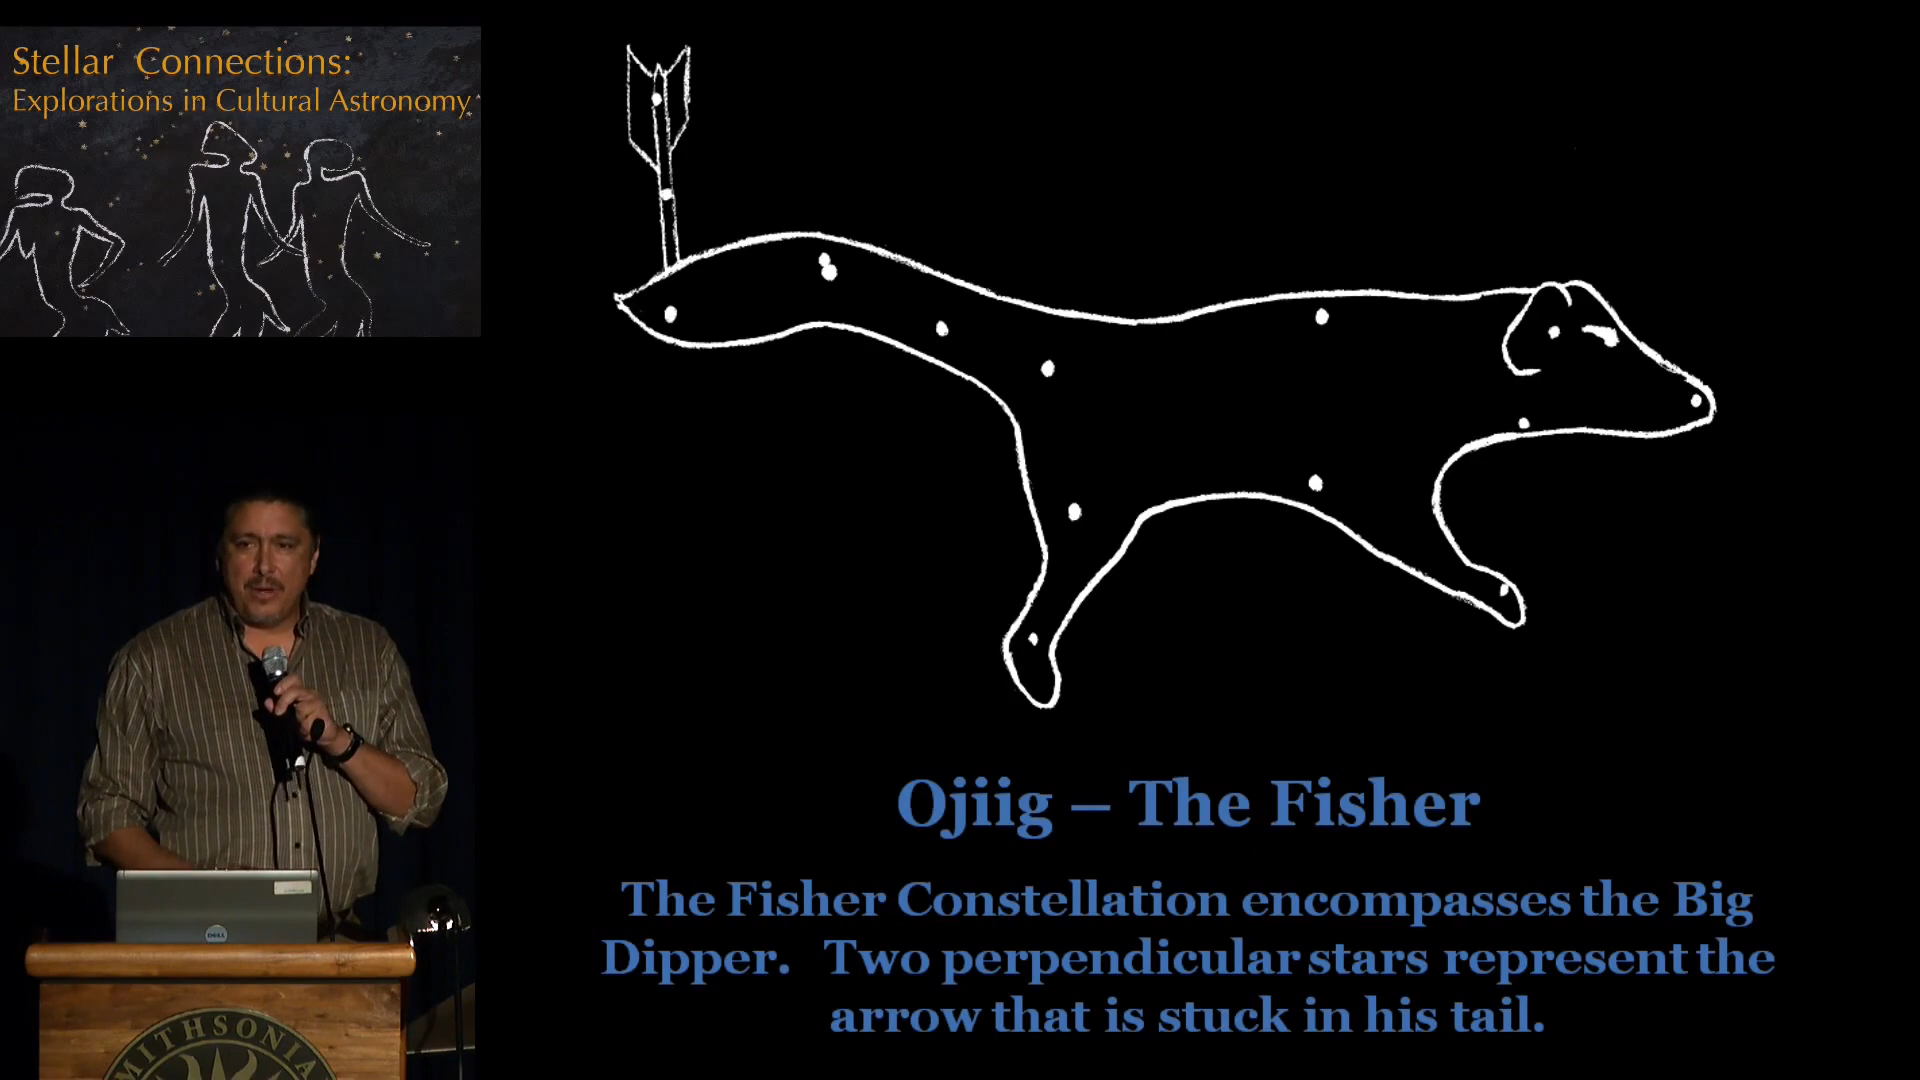 Stellar Connections:
Explorations in Cultural Astronomy
Ojiig – The Fisher
The Fisher Constellation encompasses the Big
Dipper. Two perpendicular stars represent the
arrow that is stuck in his tail.
DELL